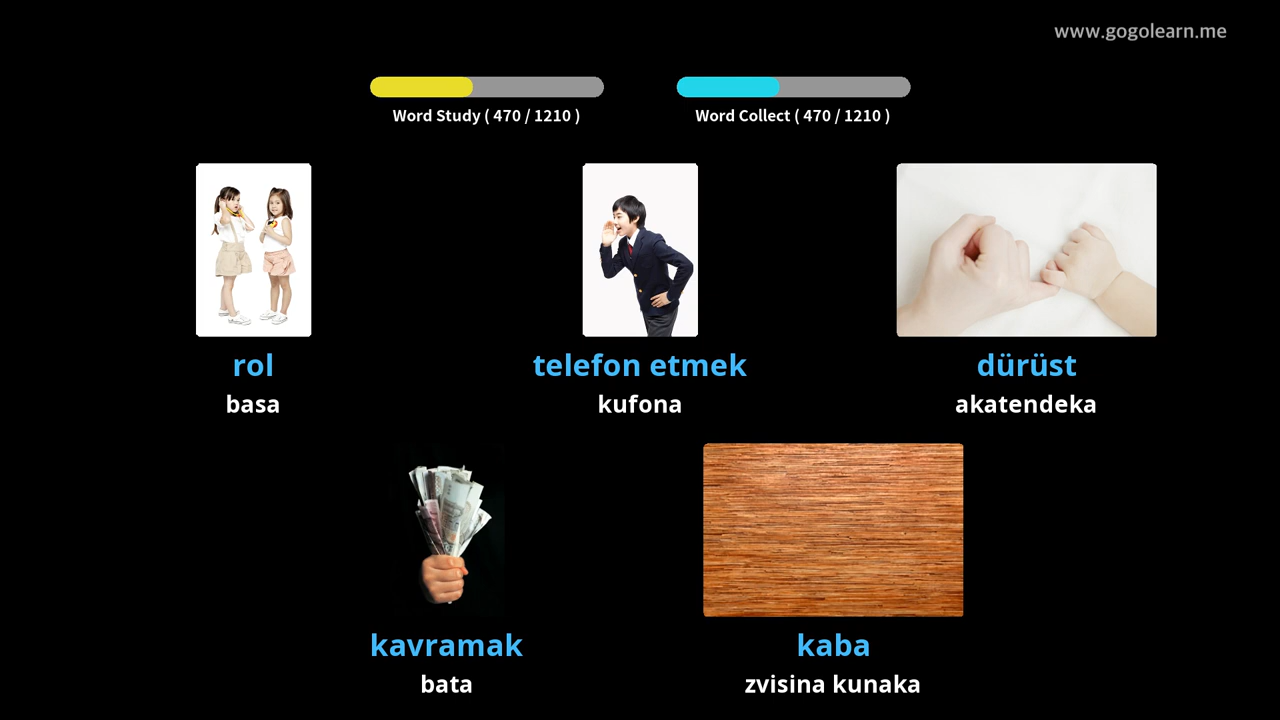 www.gogolearn.me
Word Study ( 470 / 1210 )
Word Collect ( 470 / 1210 )
rol
basa
telefon etmek
kufona
dürüst
akatendeka
kavramak
bata
kaba
zvisina kunaka